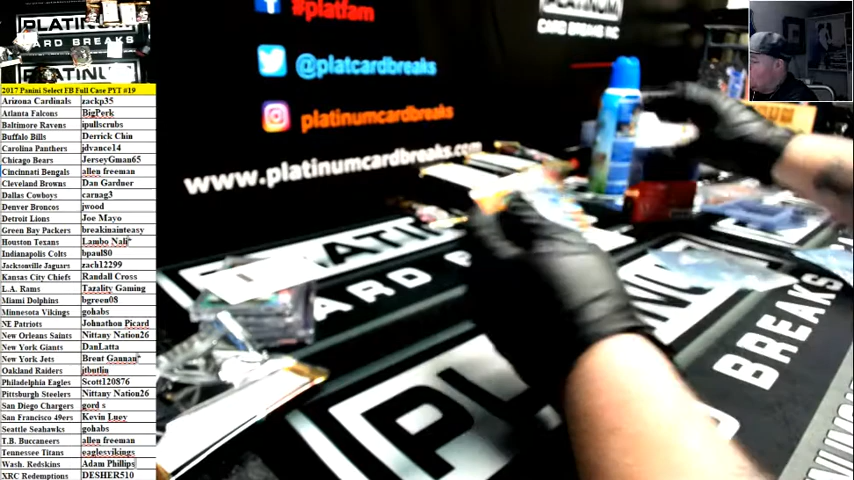 PLATINUM
CARD BREAKS
PLATINUM
2017 Panini Select FB Full Case PYT #19
Arizona Cardinals zackp35
Atlanta Falcons BigPerk
Baltimore Ravens ipullscrubs
Buffalo Bills Derrick Chin
Carolina Panthers jdvance14
Chicago Bears JerseyGman65
Cincinnati Bengals allen freeman
Cleveland Browns Dan Gardner
Dallas Cowboys carnag3
Denver Broncos jwood
Detroit Lions Joe Mayo
Green Bay Packers breakinainteasy
Houston Texans Lambo Nali*
Indianapolis Colts bpaul80
Jacksonville Jaguars zach12299
Kansas City Chiefs Randall Cross
L.A. Rams Tarality Gaming
Miami Dolphins bgreen08
Minnesota Vikings gohabs
NE Patriots Johnathon Picard
New Orleans Saints Nittany Nation26
New York Giants DanLatta
New York Jets Brent Gannan*
Oakland Raiders jtbutlin
Philadelphia Eagles Scott120876
Pittsburgh Steelers Nittany Nation26
San Diego Chargers gord s
San Francisco 49ers Kevin Luey
Seattle Seahawks gohabs
T.B. Buccaneers allen freeman
Tennessee Titans eaglesvikings
Wash. Redskins Adam Phillips
XRC Redemptions DESHER510
#platfam
@platcardbreaks
platinumcardbreaks
www.platinumcardbreaks.com
PLATINUM
CARD BREAKS
CARD
BREAKS